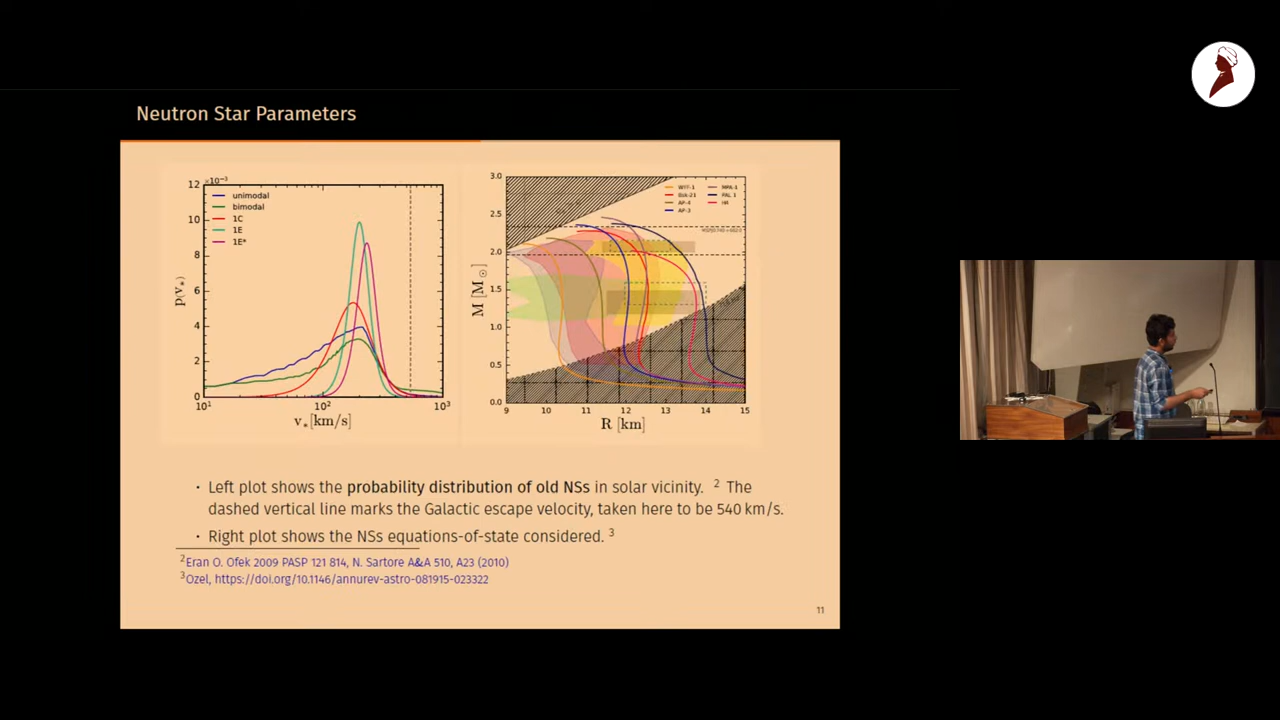 Neutron Star Parameters
×10⁻³
12
10
8
6
4
2
0
p(v*)
unimodal
bimodal
1C
1E
1E*
10¹
10²
10³
v*[km/s]
3.0
2.5
2.0
1.5
1.0
0.5
0.0
M [M☉]
AP-4
AP-3
MPA-1
PAL 1
9
10
11
12
13
14
15
R [km]
• Left plot shows the probability distribution of old NSs in solar vicinity. ² The
dashed vertical line marks the Galactic escape velocity, taken here to be 540 km/s.
• Right plot shows the NSs equations-of-state considered. ³
²Eran O. Ofek 2009 PASP 121 814, N. Sartore A&A 510, A23 (2010)
³Ozel, https://doi.org/10.1146/annurev-astro-081915-023322
11